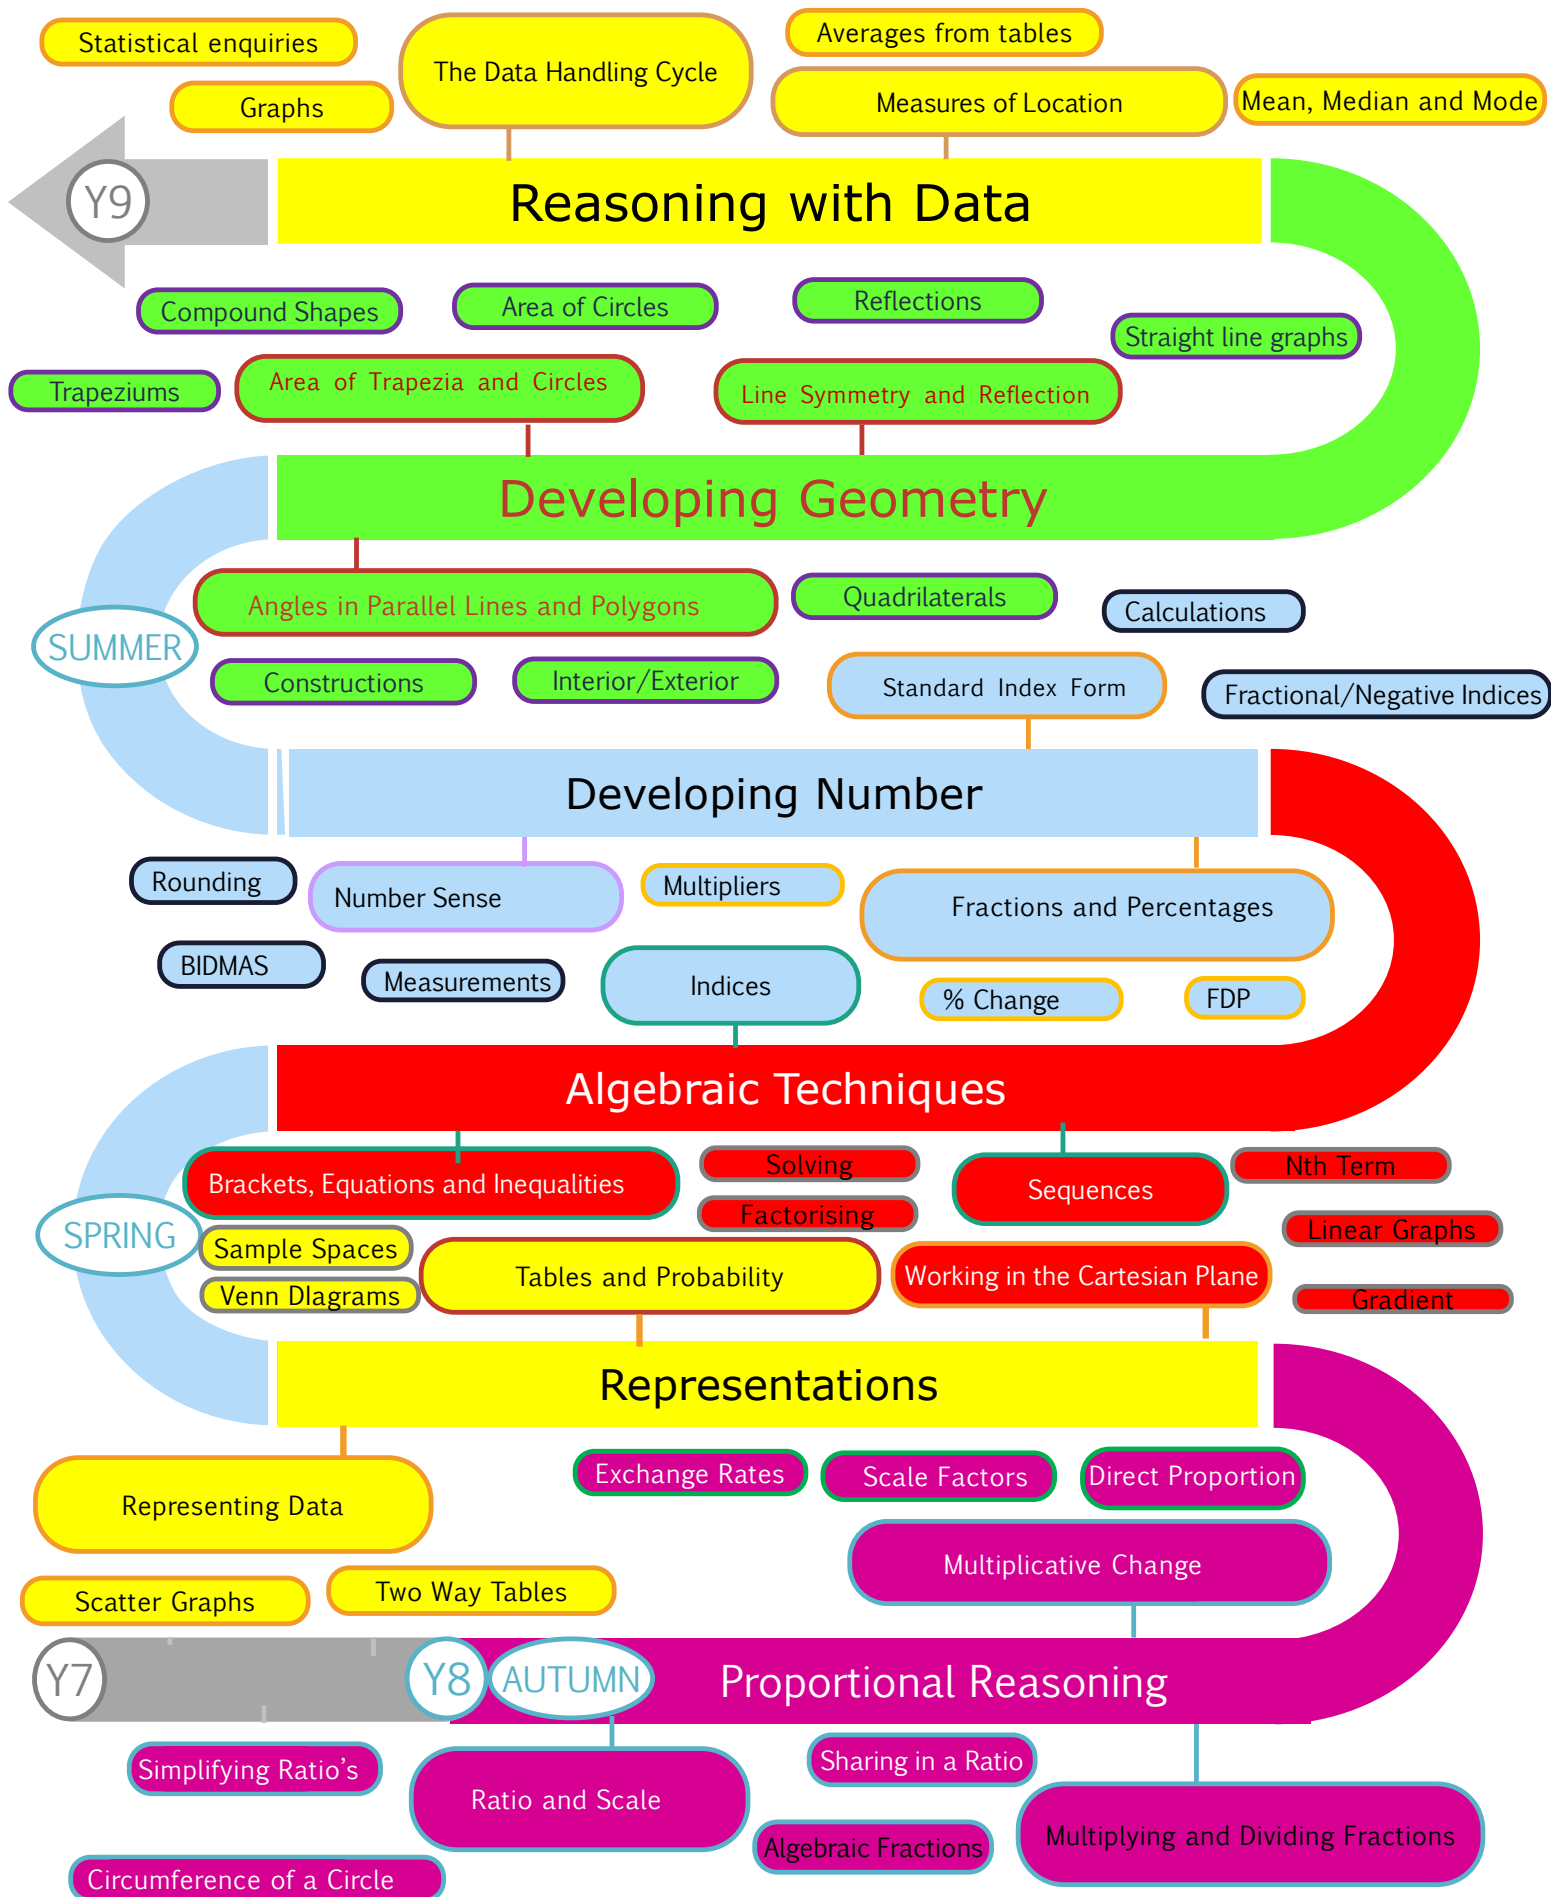 Statistical enquiries
The Data Handling Cycle
Averages from tables
Graphs
Measures of Location
Mean, Median and Mode
Y9
Reasoning with Data
Compound Shapes
Area of Circles
Reflections
Straight line graphs
Trapeziums
Area of Trapezia and Circles
Line Symmetry and Reflection
Developing Geometry
Angles in Parallel Lines and Polygons
Quadrilaterals
Calculations
SUMMER
Constructions
Interior/Exterior
Standard Index Form
Fractional/Negative Indices
Developing Number
Rounding
Number Sense
Multipliers
Fractions and Percentages
BIDMAS
Measurements
Indices
% Change
FDP
Algebraic Techniques
Brackets, Equations and Inequalities
Solving
Sequences
Nth Term
Factorising
Linear Graphs
SPRING
Sample Spaces
Tables and Probability
Working in the Cartesian Plane
Venn DIagrams
Gradient
Representations
Representing Data
Exchange Rates
Scale Factors
Direct Proportion
Multiplicative Change
Scatter Graphs
Two Way Tables
Y7
Y8
AUTUMN
Proportional Reasoning
Simplifying Ratio's
Ratio and Scale
Sharing in a Ratio
Algebraic Fractions
Multiplying and Dividing Fractions
Circumference of a Circle